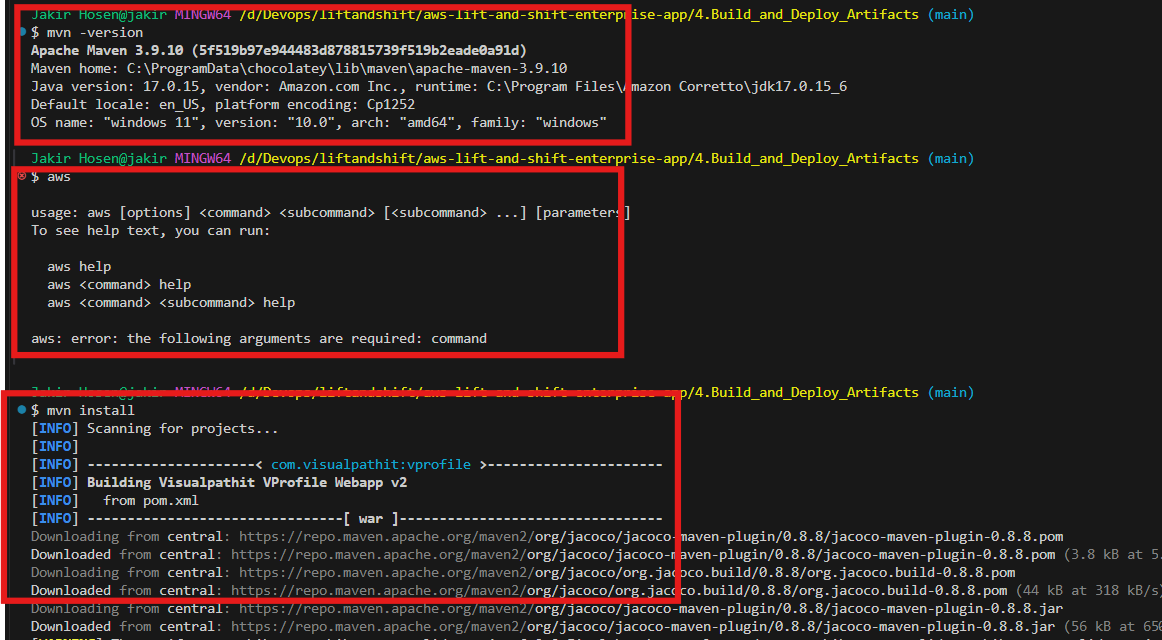 Jakir Hosen@jakir MINGW64 /d/Devops/liftandshift/aws-lift-and-shift-enterprise-app/4.Build_and_Deploy_Artifacts (main)
$ mvn -version
Apache Maven 3.9.10 (5f519b97e944483d878815739f519b2eade0a91d)
Maven home: C:\ProgramData\chocolatey\lib\maven\apache-maven-3.9.10
Java version: 17.0.15, vendor: Amazon.com Inc., runtime: C:\Program Files\Amazon Corretto\jdk17.0.15_6
Default locale: en_US, platform encoding: Cp1252
OS name: "windows 11", version: "10.0", arch: "amd64", family: "windows"
Jakir Hosen@jakir MINGW64 /d/Devops/liftandshift/aws-lift-and-shift-enterprise-app/4.Build_and_Deploy_Artifacts (main)
$ aws
usage: aws [options] <command> <subcommand> [<subcommand> ...] [parameters]
To see help text, you can run:
aws help
aws <command> help
aws <command> <subcommand> help
aws: error: the following arguments are required: command
Jakir Hosen@jakir MINGW64 /d/Devops/liftandshift/aws-lift-and-shift-enterprise-app/4.Build_and_Deploy_Artifacts (main)
$ mvn install
[INFO] Scanning for projects...
[INFO]
[INFO] ----------------------< com.visualpathit:vprofile >----------------------
[INFO] Building Visualpathit VProfile Webapp v2
[INFO]   from pom.xml
[INFO] --------------------------------[ war ]---------------------------------
Downloading from central: https://repo.maven.apache.org/maven2/org/jacoco/jacoco-maven-plugin/0.8.8/jacoco-maven-plugin-0.8.8.pom
Downloaded from central: https://repo.maven.apache.org/maven2/org/jacoco/jacoco-maven-plugin/0.8.8/jacoco-maven-plugin-0.8.8.pom (3.8 kB at 5.
Downloading from central: https://repo.maven.apache.org/maven2/org/jacoco/org.jacoco.build/0.8.8/org.jacoco.build-0.8.8.pom
Downloaded from central: https://repo.maven.apache.org/maven2/org/jacoco/org.jacoco.build/0.8.8/org.jacoco.build-0.8.8.pom (44 kB at 318 kB/s)
Downloading from central: https://repo.maven.apache.org/maven2/org/jacoco/jacoco-maven-plugin/0.8.8/jacoco-maven-plugin-0.8.8.jar
Downloaded from central: https://repo.maven.apache.org/maven2/org/jacoco/jacoco-maven-plugin/0.8.8/jacoco-maven-plugin-0.8.8.jar (56 kB at 650